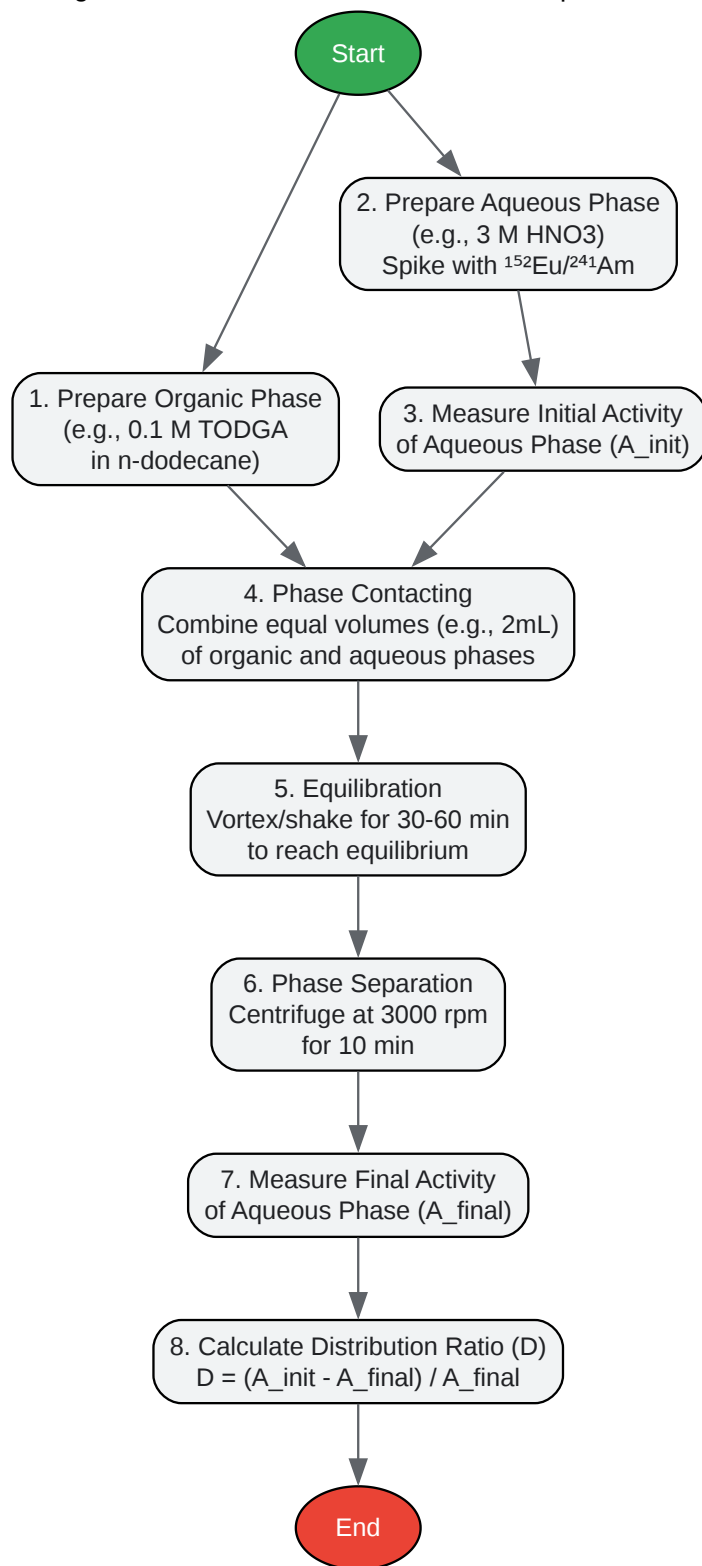 Start
2. Prepare Aqueous Phase
(e.g., 3 M HNO3)
Spike with ¹⁵²Eu/²⁴¹Am
1. Prepare Organic Phase
(e.g., 0.1 M TODGA
in n-dodecane)
3. Measure Initial Activity
of Aqueous Phase (A_init)
4. Phase Contacting
Combine equal volumes (e.g., 2mL)
of organic and aqueous phases
5. Equilibration
Vortex/shake for 30-60 min
to reach equilibrium
6. Phase Separation
Centrifuge at 3000 rpm
for 10 min
7. Measure Final Activity
of Aqueous Phase (A_final)
8. Calculate Distribution Ratio (D)
D = (A_init - A_final) / A_final
End